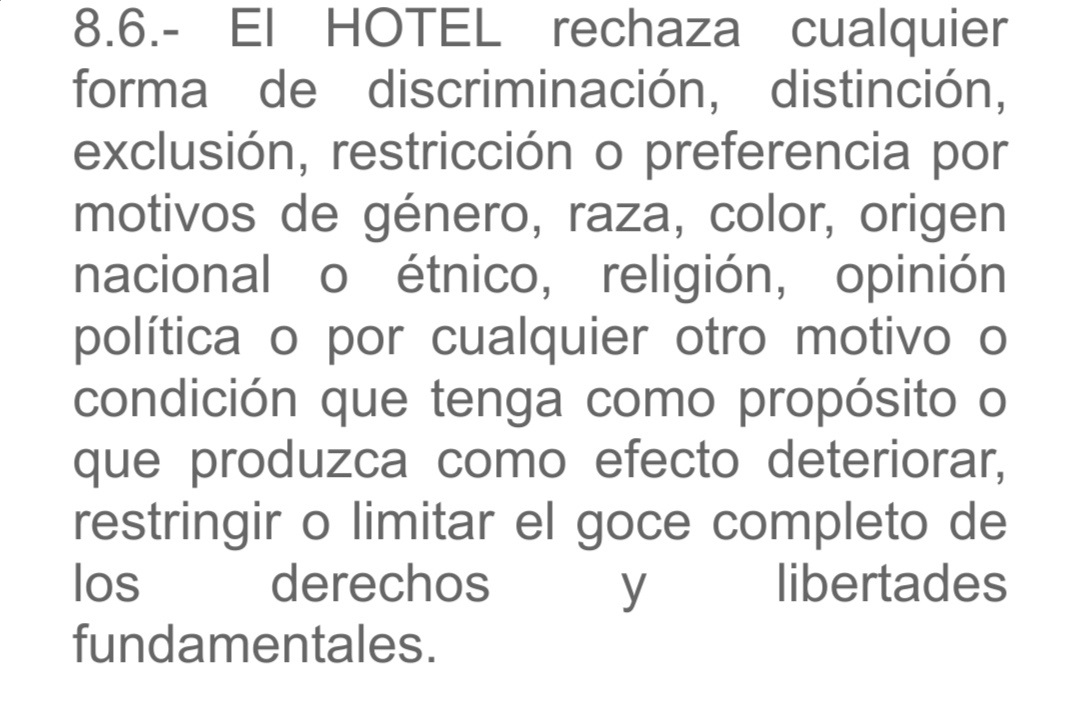 8.6.- El HOTEL rechaza cualquier
forma de discriminación, distinción,
exclusión, restricción o preferencia por
motivos de género, raza, color, origen
nacional o étnico, religión, opinión
política o por cualquier otro motivo o
condición que tenga como propósito o
que produzca como efecto deteriorar,
restringir o limitar el goce completo de
los derechos y libertades
fundamentales.